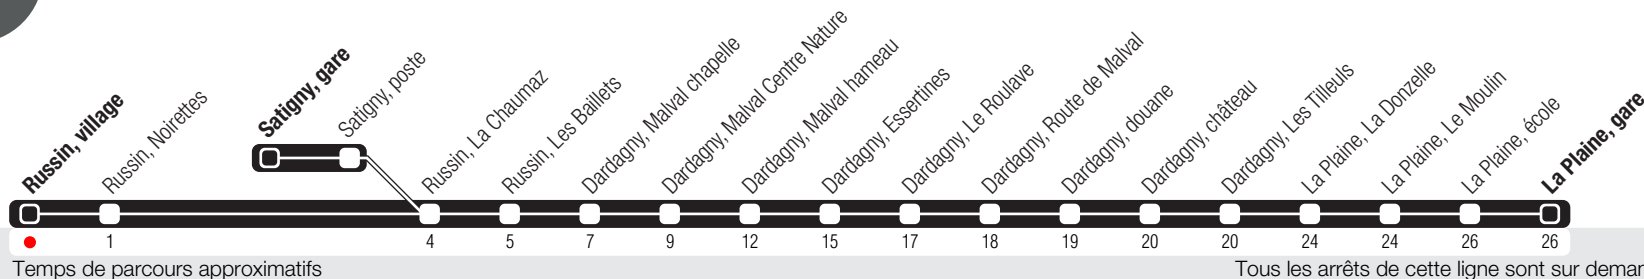 Russin, village
Russin, Noirettes
Satigny, gare
Satigny, poste
Russin, La Chaumaz
Russin, Les Baillets
Dardagny, Malval chapelle
Dardagny, Malval Centre Nature
Dardagny, Malval hameau
Dardagny, Essertines
Dardagny, Le Roulave
Dardagny, Route de Malval
Dardagny, douane
Dardagny, château
Dardagny, Les Tilleuls
La Plaine, La Donzelle
La Plaine, Le Moulin
La Plaine, école
La Plaine, gare
1 4 5 7 9 12 15 17 18 19 20 20 24 24 26 26
Temps de parcours approximatifs
Tous les arrêts de cette ligne sont sur